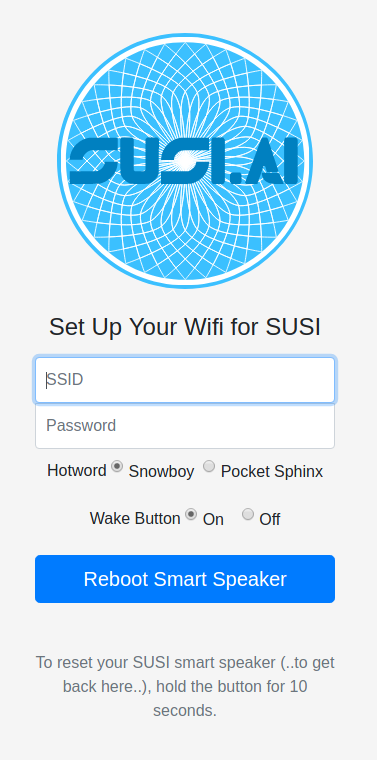 SUSI.AI
Set Up Your Wifi for SUSI
SSID
Password
Hotword Snowboy Pocket Sphinx
Wake Button On Off
Reboot Smart Speaker
To reset your SUSI smart speaker (..to get
back here..), hold the button for 10
seconds.